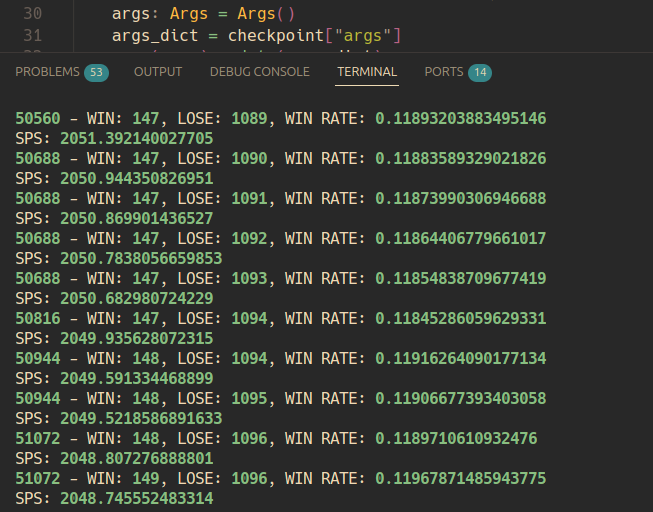 30 args: Args = Args()
31 args_dict = checkpoint["args"]
PROBLEMS 53 OUTPUT DEBUG CONSOLE TERMINAL PORTS 14
50560 - WIN: 147, LOSE: 1089, WIN RATE: 0.11893203883495146
SPS: 2051.392140027705
50688 - WIN: 147, LOSE: 1090, WIN RATE: 0.11883589329021826
SPS: 2050.944350826951
50688 - WIN: 147, LOSE: 1091, WIN RATE: 0.11873990306946688
SPS: 2050.869901436527
50688 - WIN: 147, LOSE: 1092, WIN RATE: 0.11864406779661017
SPS: 2050.7838056659853
50688 - WIN: 147, LOSE: 1093, WIN RATE: 0.11854838709677419
SPS: 2050.682980724229
50816 - WIN: 147, LOSE: 1094, WIN RATE: 0.11845286059629331
SPS: 2049.935628072315
50944 - WIN: 148, LOSE: 1094, WIN RATE: 0.11916264090177134
SPS: 2049.591334468899
50944 - WIN: 148, LOSE: 1095, WIN RATE: 0.11906677393403058
SPS: 2049.5218586891633
51072 - WIN: 148, LOSE: 1096, WIN RATE: 0.1189710610932476
SPS: 2048.807276888801
51072 - WIN: 149, LOSE: 1096, WIN RATE: 0.11967871485943775
SPS: 2048.745552483314